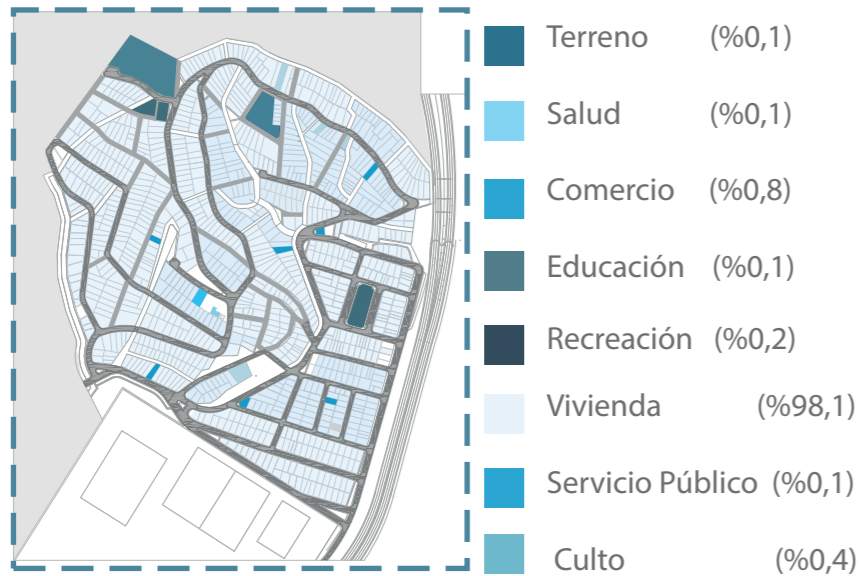 Terreno (%0,1)
Salud (%0,1)
Comercio (%0,8)
Educación (%0,1)
Recreación (%0,2)
Vivienda (%98,1)
Servicio Público (%0,1)
Culto (%0,4)